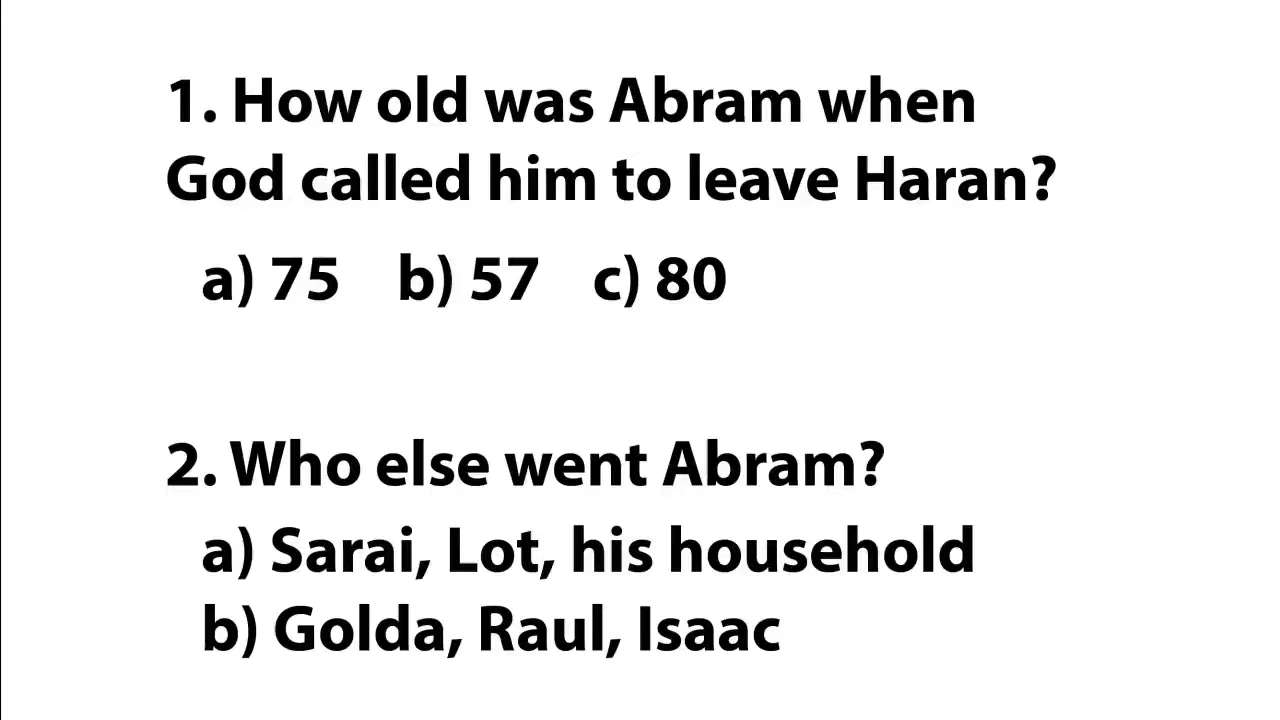 1. How old was Abram when
God called him to leave Haran?
a) 75 b) 57 c) 80
2. Who else went Abram?
a) Sarai, Lot, his household
b) Golda, Raul, Isaac